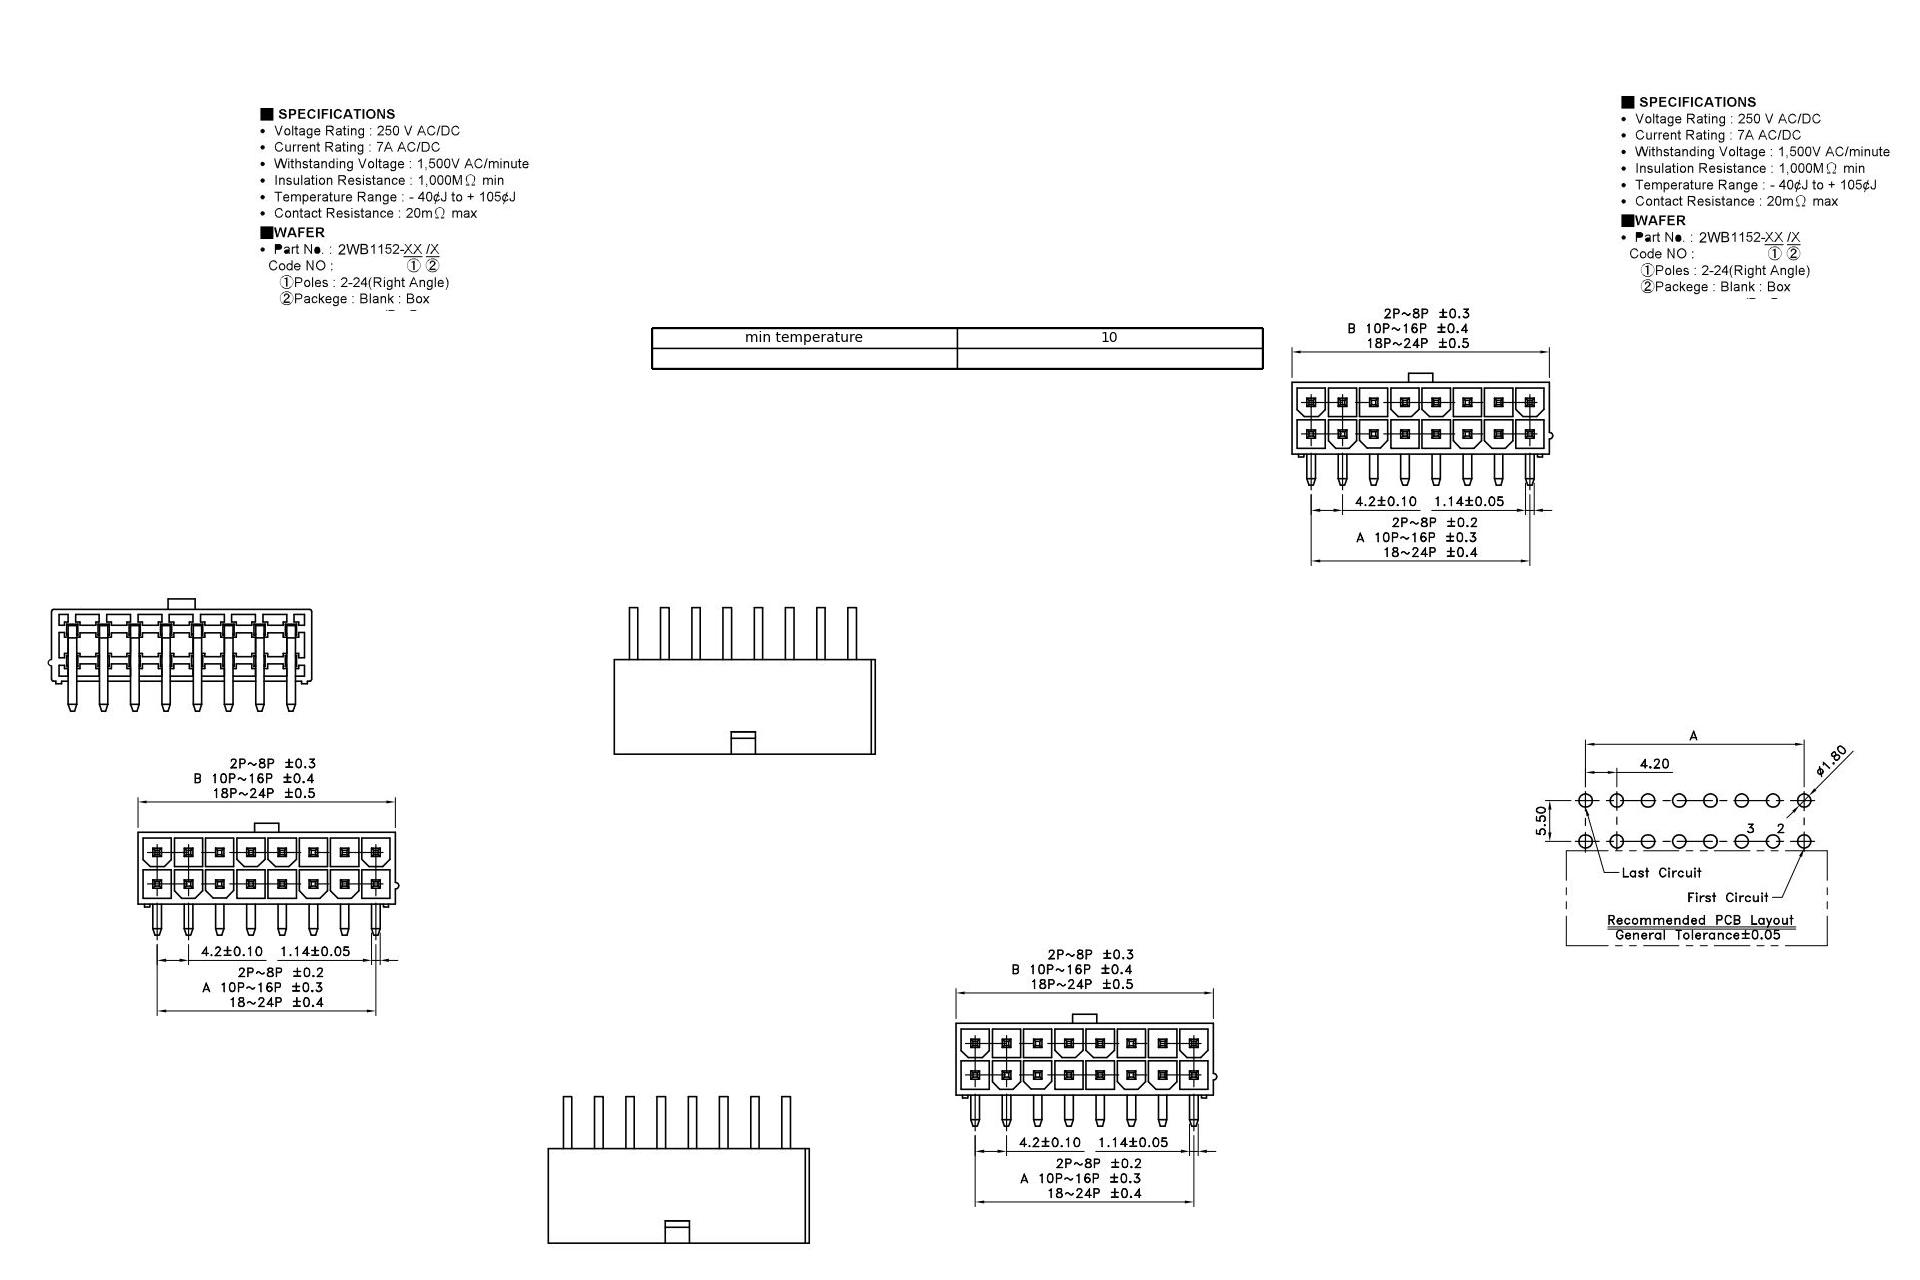 ■ SPECIFICATIONS
• Voltage Rating : 250 V AC/DC
• Current Rating : 7A AC/DC
• Withstanding Voltage : 1,500V AC/minute
• Insulation Resistance : 1,000MΩ min
• Temperature Range : - 40¢J to + 105¢J
• Contact Resistance : 20mΩ max
■WAFER
• Part No. : 2WB1152-XX /X
Code NO : ① ②
①Poles : 2-24(Right Angle)
②Packege : Blank : Box
■ SPECIFICATIONS
• Voltage Rating : 250 V AC/DC
• Current Rating : 7A AC/DC
• Withstanding Voltage : 1,500V AC/minute
• Insulation Resistance : 1,000MΩ min
• Temperature Range : - 40¢J to + 105¢J
• Contact Resistance : 20mΩ max
■WAFER
• Part No. : 2WB1152-XX /X
Code NO : ① ②
①Poles : 2-24(Right Angle)
②Packege : Blank : Box
min temperature 10
2P~8P ±0.3
B 10P~16P ±0.4
18P~24P ±0.5
4.2±0.10 1.14±0.05
2P~8P ±0.2
A 10P~16P ±0.3
18~24P ±0.4
2P~8P ±0.3
B 10P~16P ±0.4
18P~24P ±0.5
4.2±0.10 1.14±0.05
2P~8P ±0.2
A 10P~16P ±0.3
18~24P ±0.4
A
4.20
ø1.80
5.50
3 2
Last Circuit
First Circuit
Recommended PCB Layout
General Tolerance±0.05
2P~8P ±0.3
B 10P~16P ±0.4
18P~24P ±0.5
4.2±0.10 1.14±0.05
2P~8P ±0.2
A 10P~16P ±0.3
18~24P ±0.4